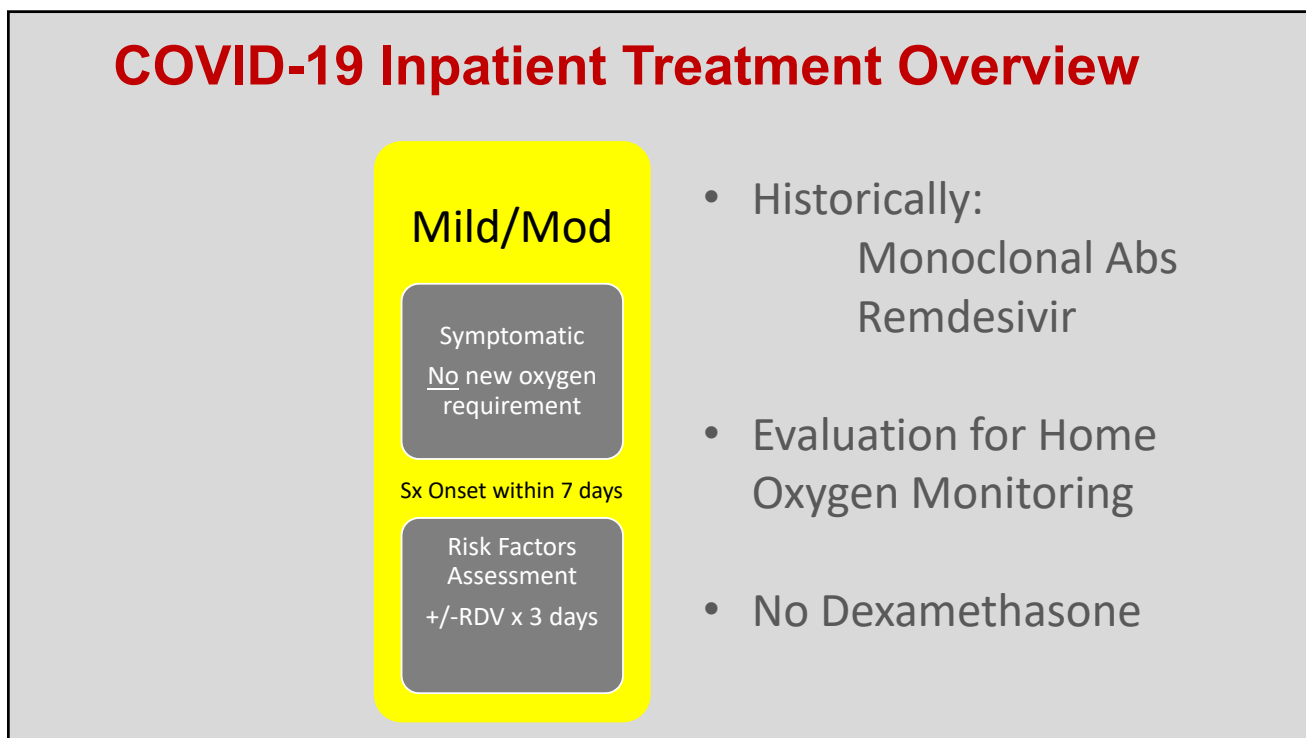 COVID-19 Inpatient Treatment Overview
Mild/Mod
Symptomatic
No new oxygen
requirement
Sx Onset within 7 days
Risk Factors
Assessment
+/-RDV x 3 days
• Historically:
Monoclonal Abs
Remdesivir
• Evaluation for Home
Oxygen Monitoring
• No Dexamethasone